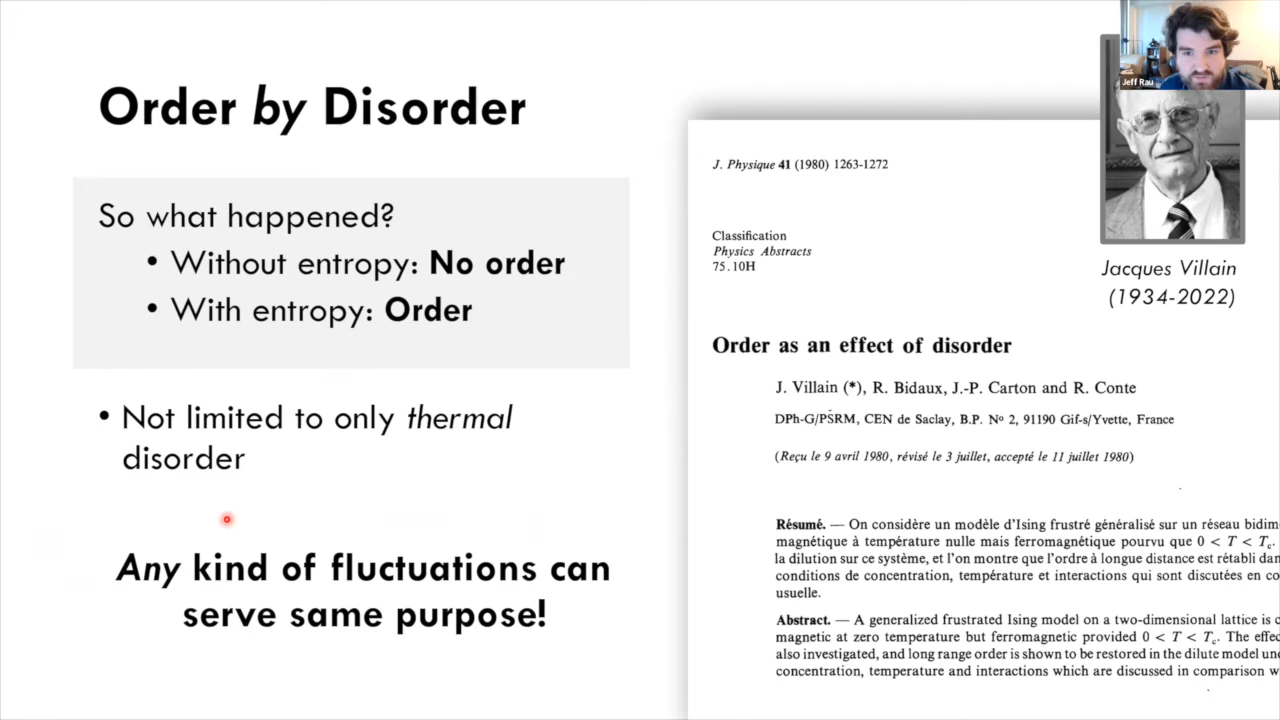 Order by Disorder
So what happened?
• Without entropy: No order
• With entropy: Order
• Not limited to only thermal
disorder
Any kind of fluctuations can
serve same purpose!
Jeff Rau
Jacques Villain
(1934-2022)
J. Physique 41 (1980) 1263-1272
Classification
Physics Abstracts
75.10H
Order as an effect of disorder
J. Villain (*), R. Bidaux, J.-P. Carton and R. Conte
DPh-G/PSRM, CEN de Saclay, B.P. Nº 2, 91190 Gif-s/Yvette, France
(Reçu le 9 avril 1980, révisé le 3 juillet, accepté le 11 juillet 1980)
Résumé. — On considère un modèle d'Ising frustré généralisé sur un réseau bidim
magnétique à température nulle mais ferromagnétique pourvu que 0 < T < Tc.
la dilution sur ce système, et l'on montre que l'ordre à longue distance est rétabli dan
conditions de concentration, température et interactions qui sont discutées en co
usuelle.
Abstract. — A generalized frustrated Ising model on a two-dimensional lattice is c
magnetic at zero temperature but ferromagnetic provided 0 < T < Tc. The effec
also investigated, and long range order is shown to be restored in the dilute model und
concentration, temperature and interactions which are discussed in comparison w